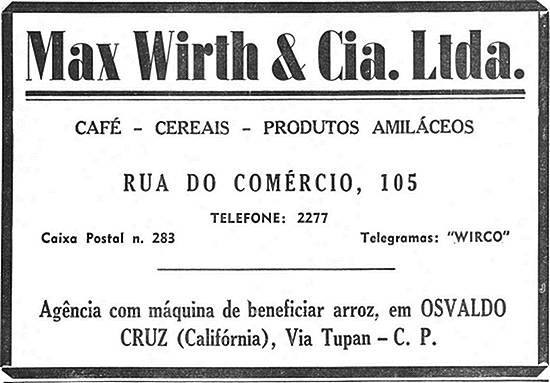 Max Wirth & Cia. Ltda.
CAFÉ - CEREAIS - PRODUTOS AMILÁCEOS
RUA DO COMÉRCIO, 105
TELEFONE: 2277
Caixa Postal n. 283 Telegramas: "WIRCO"
Agência com máquina de beneficiar arroz, em OSVALDO
CRUZ (Califórnia), Via Tupan - C. P.